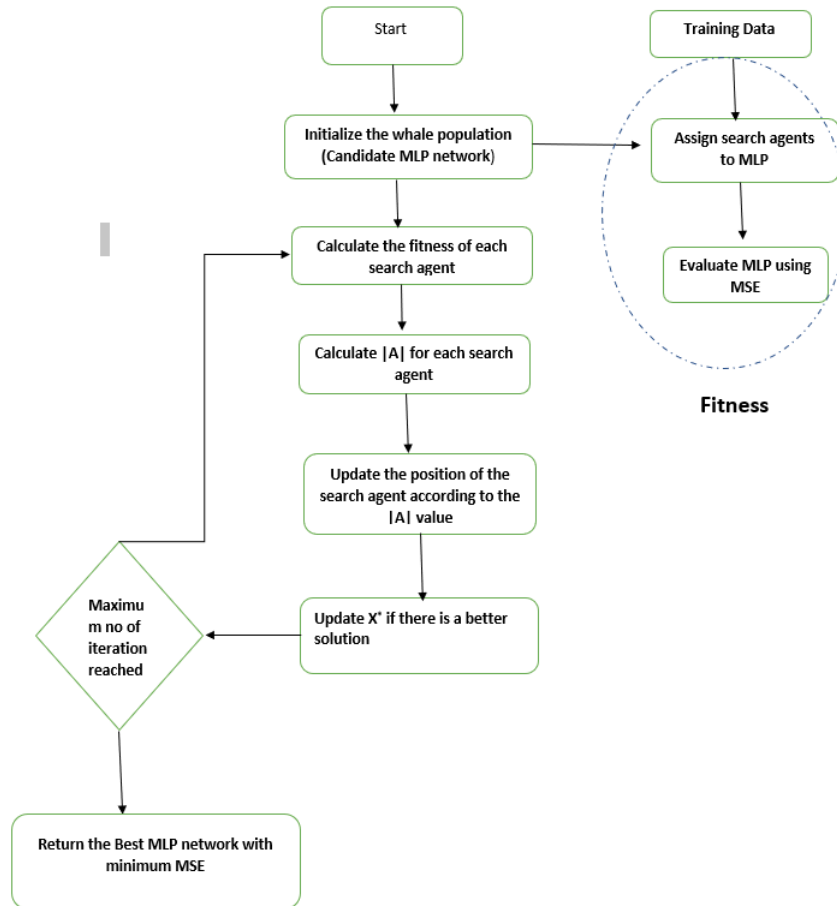 Start
Training Data
Initialize the whale population
(Candidate MLP network)
Assign search agents
to MLP
Calculate the fitness of each
search agent
Evaluate MLP using
MSE
Calculate |A| for each search
agent
Fitness
Update the position of the
search agent according to the
|A| value
Maximu
m no of
iteration
reached
Update X* if there is a better
solution
Return the Best MLP network with
minimum MSE